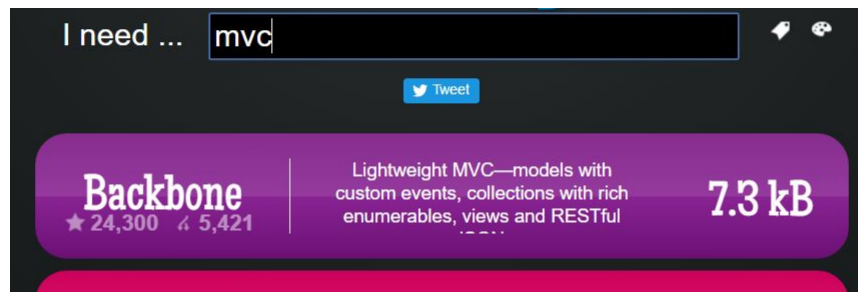 I need ... mvc
Tweet
Backbone
24,300 5,421
Lightweight MVC—models with
custom events, collections with rich
enumerables, views and RESTful
7.3 kB